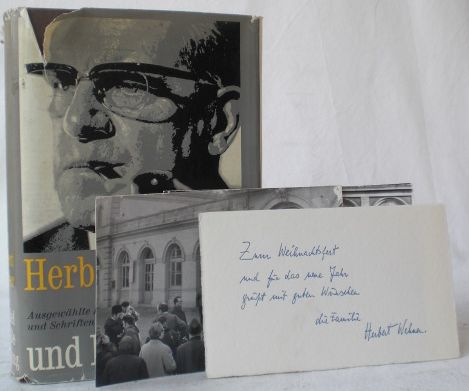 Herb
Ausgewählte
und Schriften
und
Zum Weihnachtsfest
und für das neue Jahr
grüßt mit guten Wünschen
die Familie
Herbert Wehner.